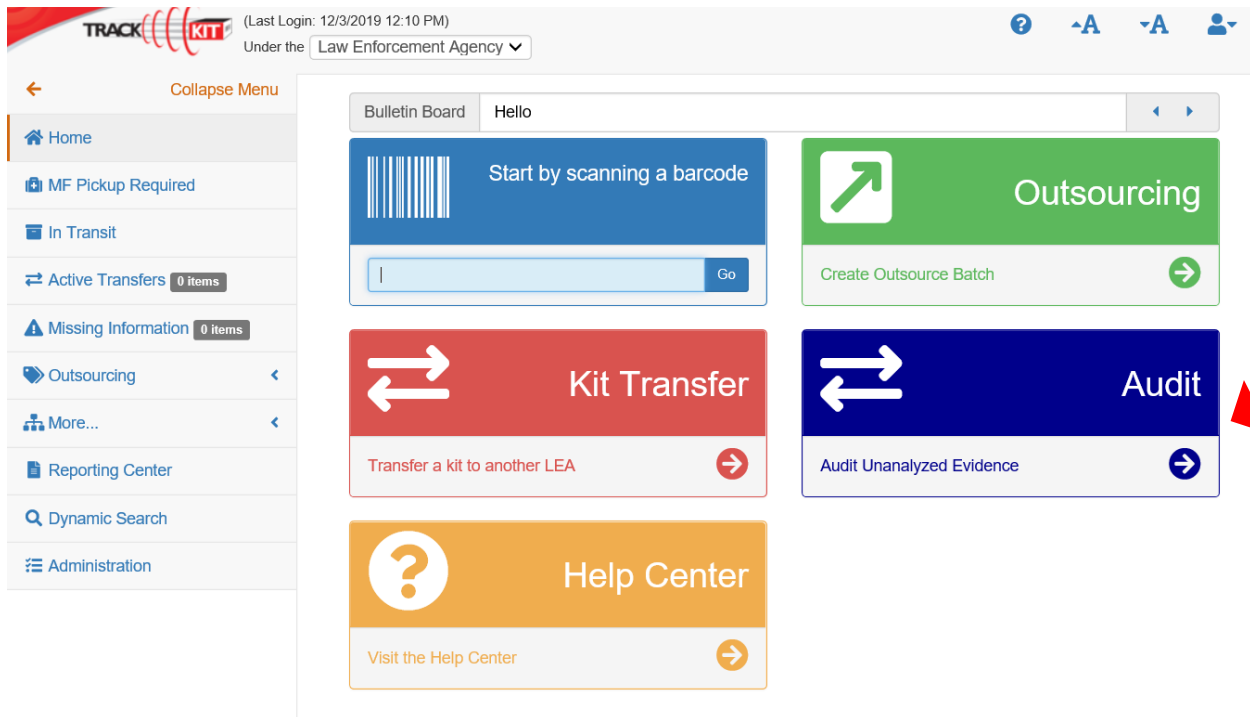 TRACK KIT
(Last Login: 12/3/2019 12:10 PM)
Under the Law Enforcement Agency
A A
Collapse Menu
Home
MF Pickup Required
In Transit
Active Transfers 0 items
Missing Information 0 items
Outsourcing
More...
Reporting Center
Dynamic Search
Administration
Bulletin Board Hello
Start by scanning a barcode
Go
Outsourcing
Create Outsource Batch
Kit Transfer
Transfer a kit to another LEA
Audit
Audit Unanalyzed Evidence
Help Center
Visit the Help Center